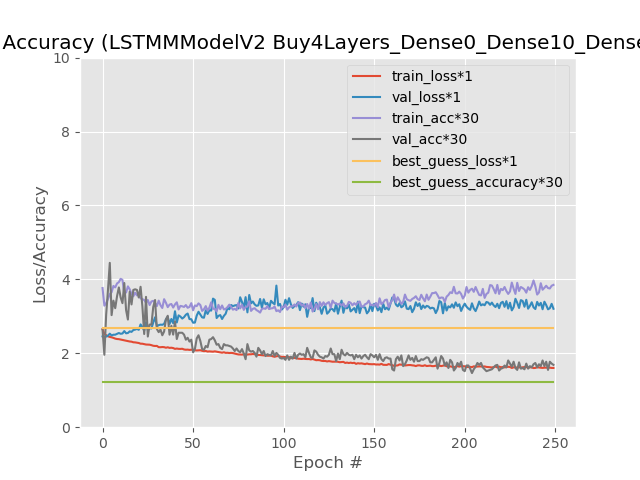 Accuracy (LSTMMModelV2 Buy4Layers_Dense0_Dense10_Dense
10
8
6
4
2
0
Loss/Accuracy
train_loss*1
val_loss*1
train_acc*30
val_acc*30
best_guess_loss*1
best_guess_accuracy*30
0 50 100 150 200 250
Epoch #